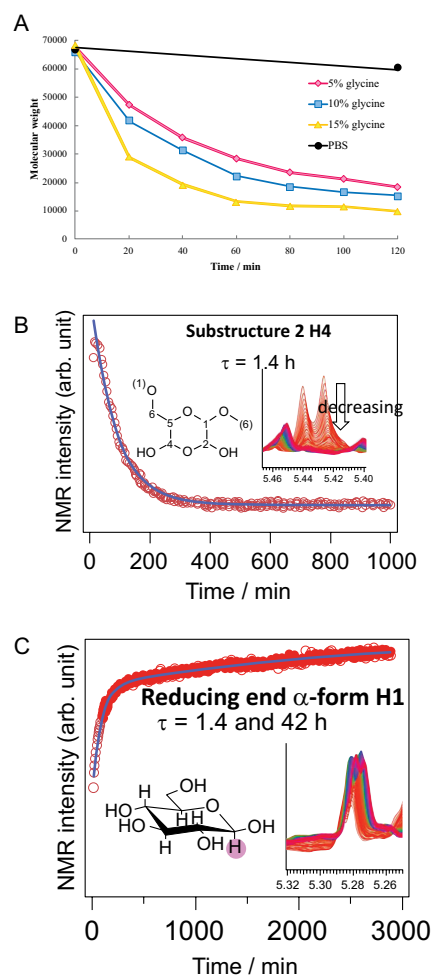 A
70000
60000
50000
40000
30000
20000
10000
0
Molecular weight
5% glycine
10% glycine
15% glycine
PBS
0 20 40 60 80 100 120
Time / min
B
NMR intensity (arb. unit)
Substructure 2 H4
τ = 1.4 h
(1)
O
6
5 O O
4 1 (6)
HO O 2 OH
decreasing
5.46 5.44 5.42 5.40
0 200 400 600 800 1000
Time / min
C
NMR intensity (arb. unit)
Reducing end α-form H1
τ = 1.4 and 42 h
H OH
HO H O
HO H OH
H OH H
5.32 5.30 5.28 5.26
0 1000 2000 3000
Time / min